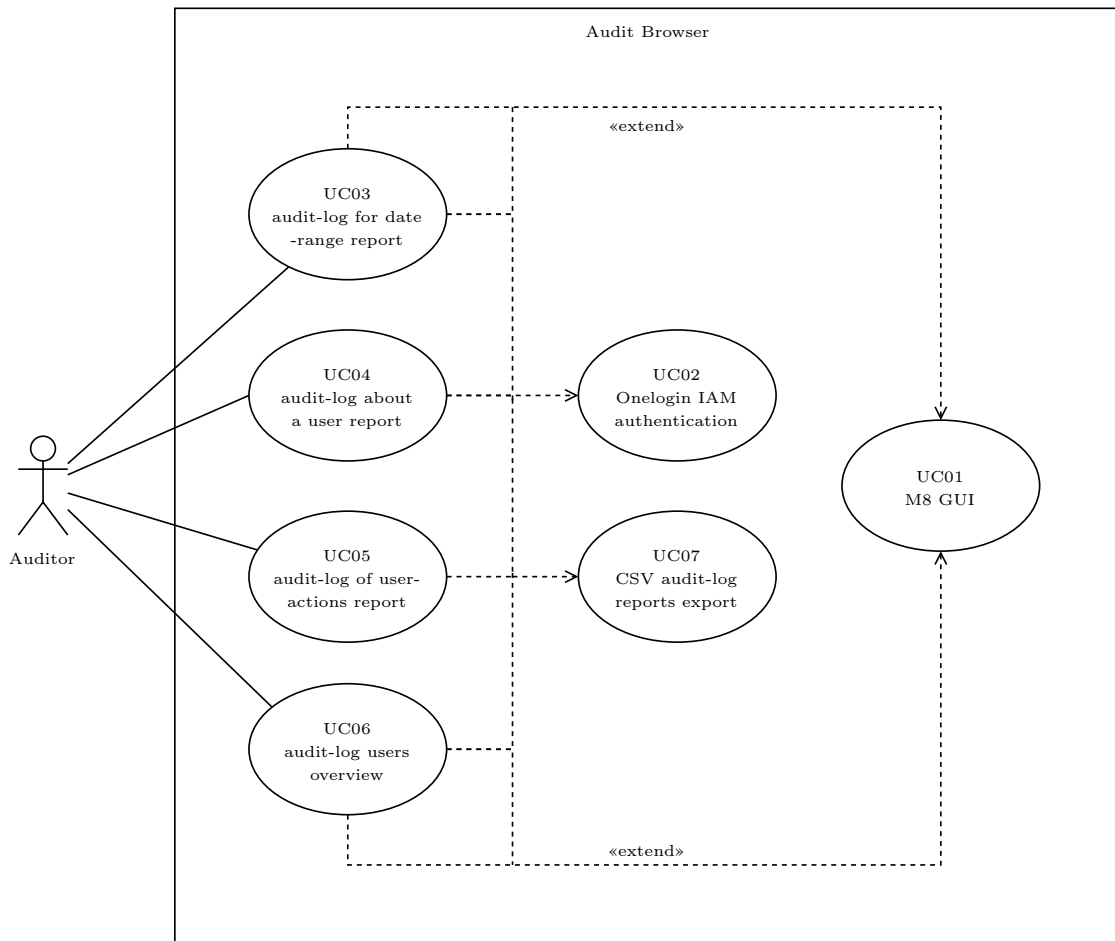 Audit Browser
«extend»
UC03
audit-log for date
-range report
UC04
audit-log about
a user report
UC02
Onelogin IAM
authentication
UC01
M8 GUI
Auditor
UC05
audit-log of user-
actions report
UC07
CSV audit-log
reports export
UC06
audit-log users
overview
«extend»